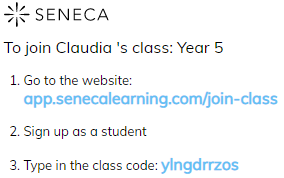 SENECA
To join Claudia 's class: Year 5
1. Go to the website:
app.senecalearning.com/join-class
2. Sign up as a student
3. Type in the class code: ylngdrrzos